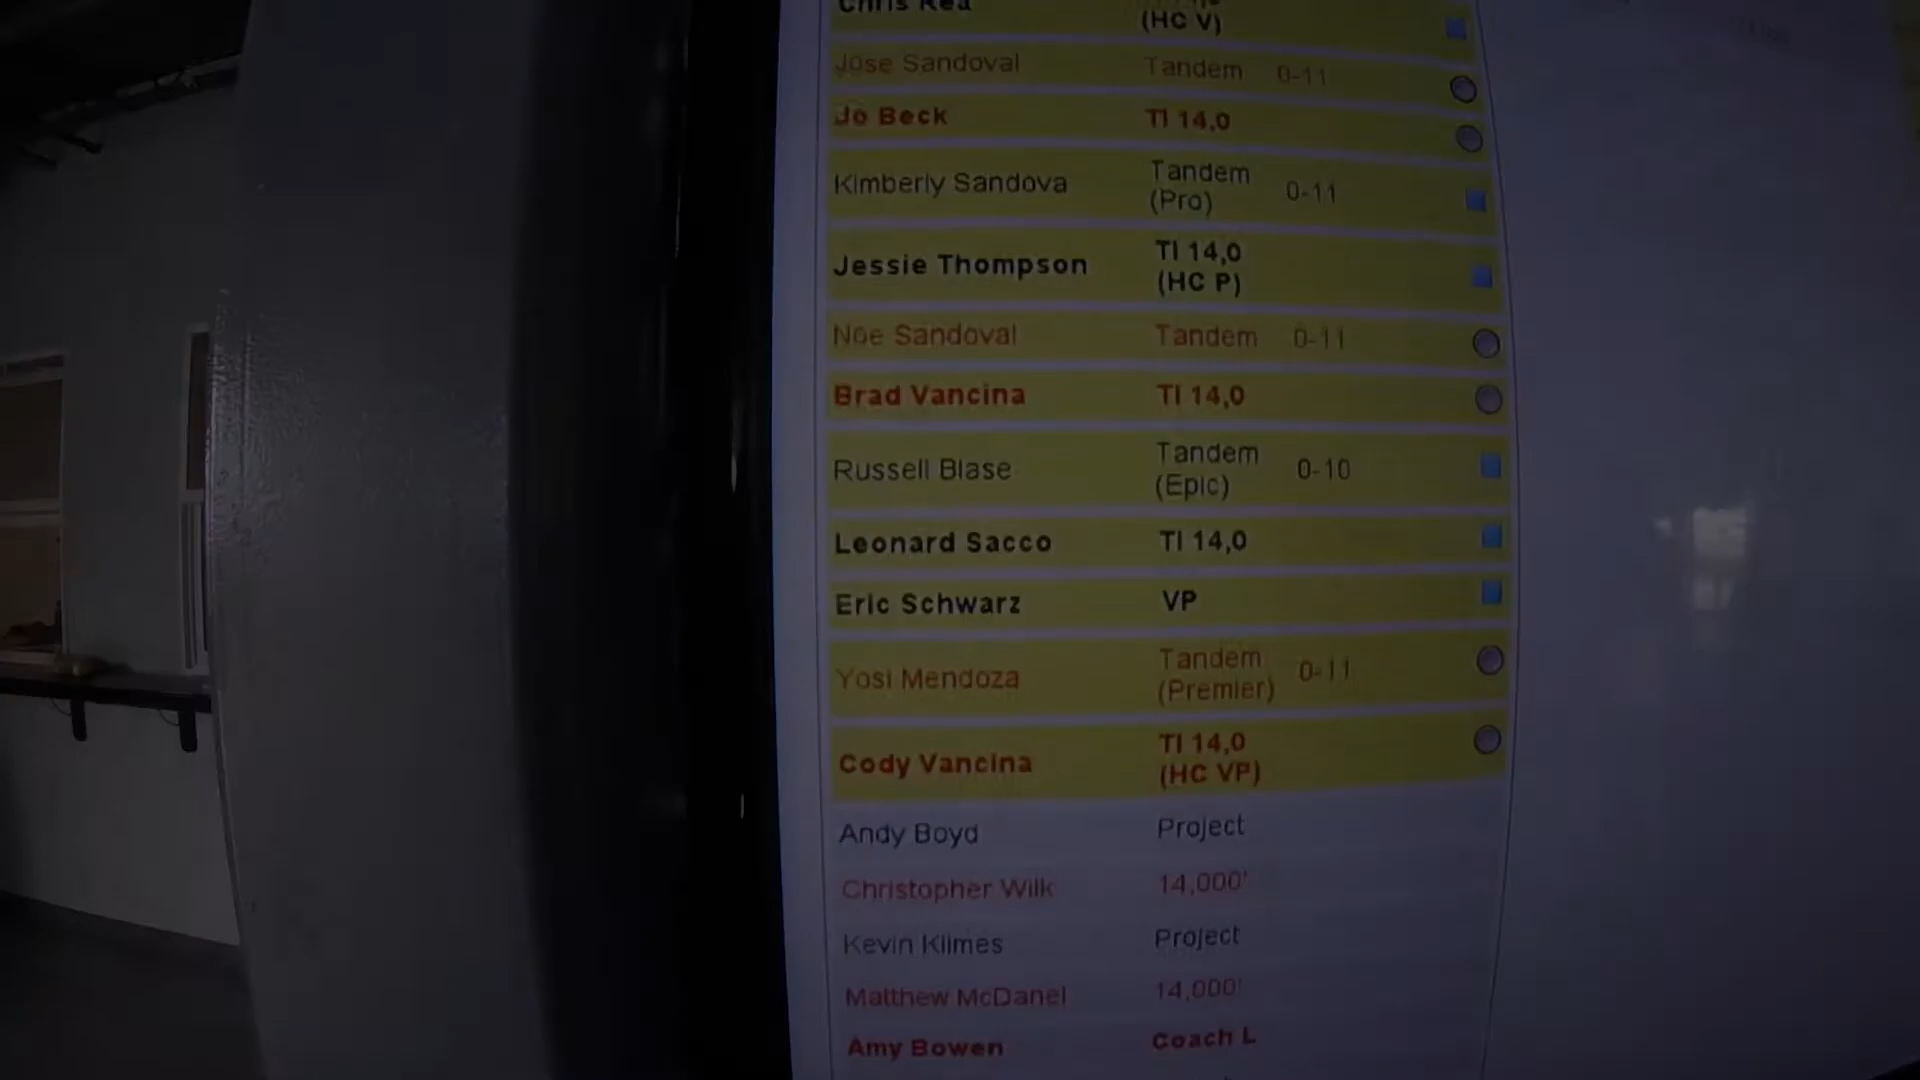 Chris Rea
(HC V)
Jose Sandoval Tandem 0-11
Jo Beck TI 14,0
Kimberly Sandova Tandem (Pro) 0-11
Jessie Thompson TI 14,0 (HC P)
Noe Sandoval Tandem 0-11
Brad Vancina TI 14,0
Russell Blase Tandem (Epic) 0-10
Leonard Sacco TI 14,0
Eric Schwarz VP
Yosi Mendoza Tandem (Premier) 0-11
Cody Vancina TI 14,0 (HC VP)
Andy Boyd Project
Christopher Wilk 14,000'
Kevin Klimes Project
Matthew McDanel 14,000'
Amy Bowen Coach L